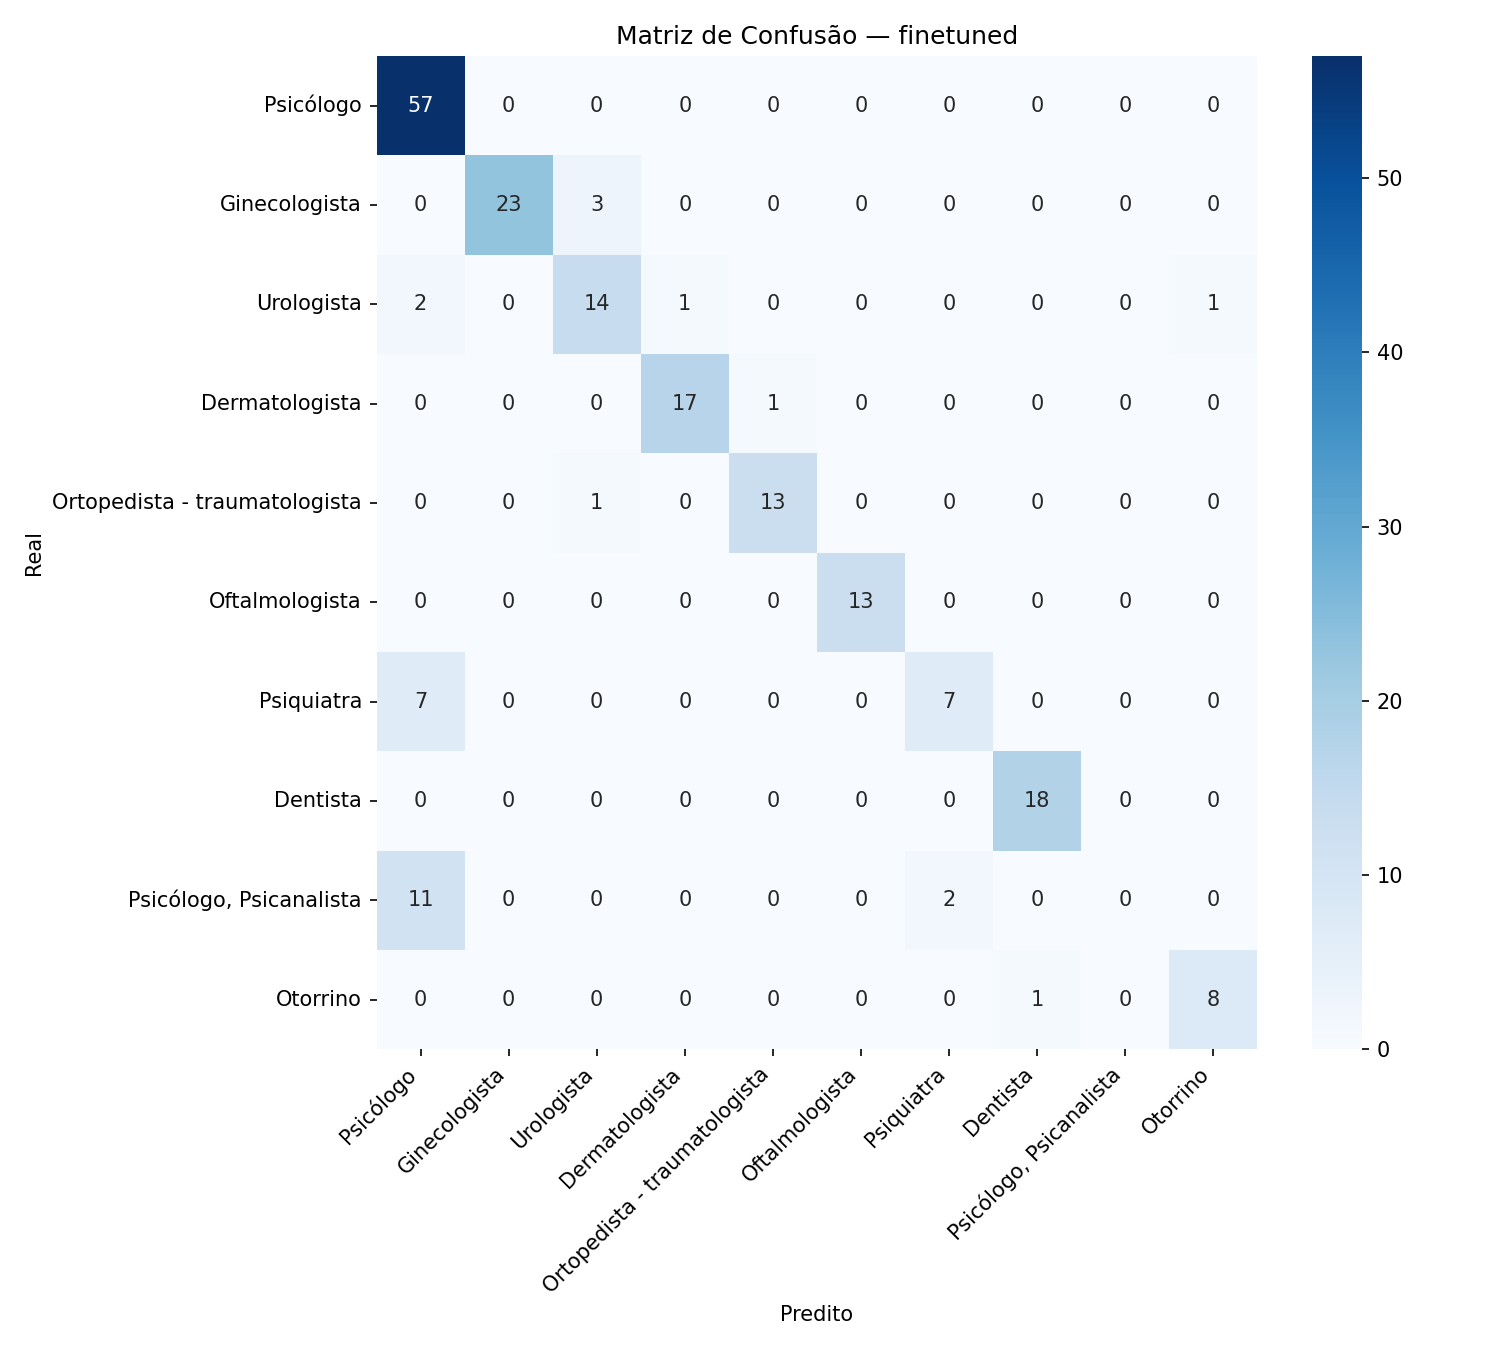 Matriz de Confusão — finetuned
Psicólogo 57 0 0 0 0 0 0 0 0 0
Ginecologista 0 23 3 0 0 0 0 0 0 0
Urologista 2 0 14 1 0 0 0 0 0 1
Dermatologista 0 0 0 17 1 0 0 0 0 0
Ortopedista - traumatologista 0 0 1 0 13 0 0 0 0 0
Oftalmologista 0 0 0 0 0 13 0 0 0 0
Psiquiatra 7 0 0 0 0 0 7 0 0 0
Dentista 0 0 0 0 0 0 0 18 0 0
Psicólogo, Psicanalista 11 0 0 0 0 0 2 0 0 0
Otorrino 0 0 0 0 0 0 0 1 0 8
Real
Psicólogo
Ginecologista
Urologista
Dermatologista
Ortopedista - traumatologista
Oftalmologista
Psiquiatra
Dentista
Psicólogo, Psicanalista
Otorrino
Predito
50
40
30
20
10
0